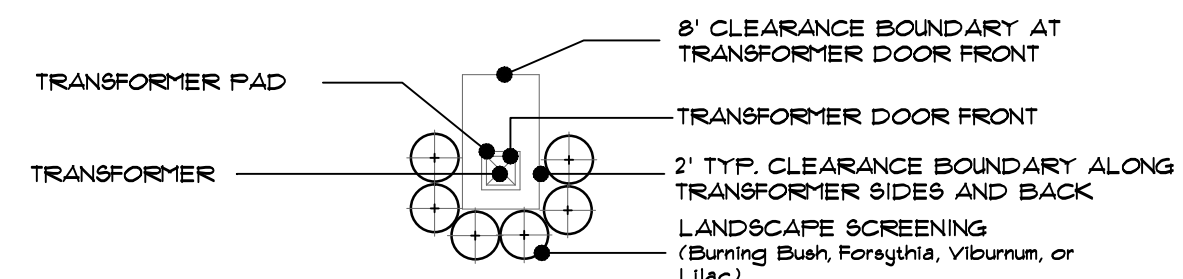 8' CLEARANCE BOUNDARY AT
TRANSFORMER DOOR FRONT
TRANSFORMER PAD
TRANSFORMER DOOR FRONT
TRANSFORMER
2' TYP. CLEARANCE BOUNDARY ALONG
TRANSFORMER SIDES AND BACK
LANDSCAPE SCREENING
(Burning Bush, Forsythia, Viburnum, or
Lilac)